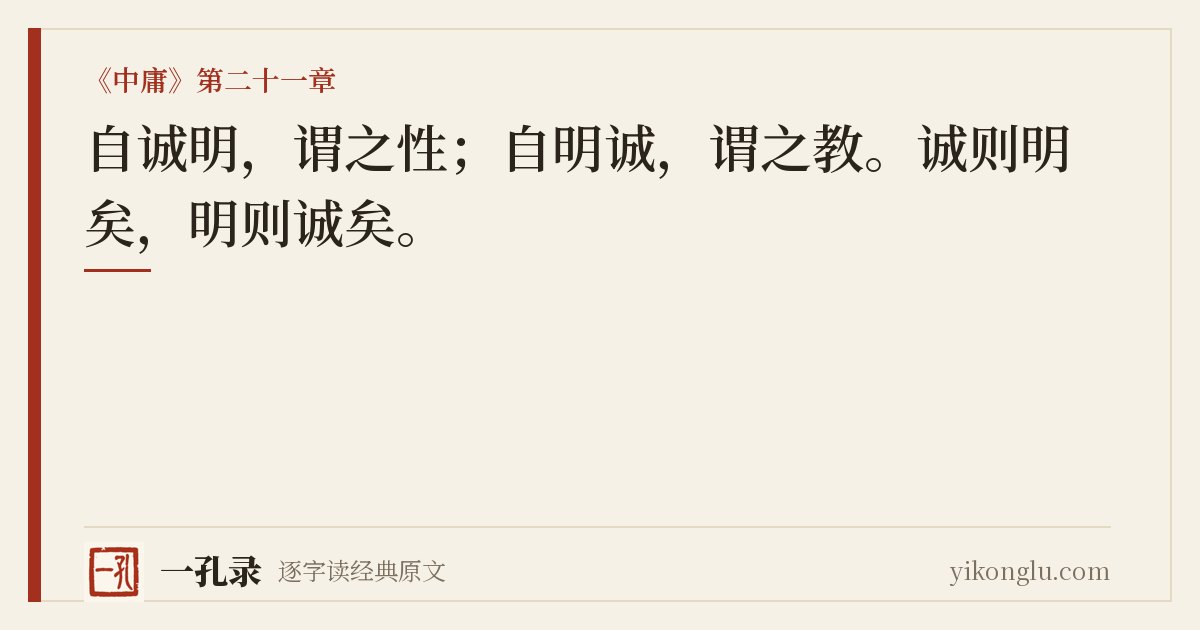 《中庸》第二十一章
自诚明，谓之性；自明诚，谓之教。诚则明
矣，明则诚矣。
一孔
一孔录 逐字读经典原文 yikonglu.com